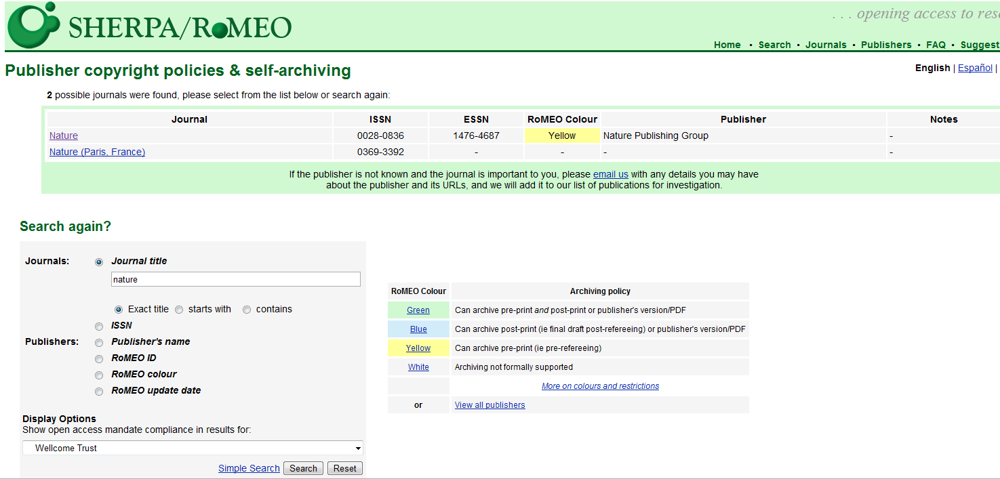 SHERPA/RoMEO
. . . opening access to res
Home • Search • Journals • Publishers • FAQ • Suggest
Publisher copyright policies & self-archiving
English | Español |
2 possible journals were found, please select from the list below or search again:
Journal ISSN ESSN RoMEO Colour Publisher Notes
Nature 0028-0836 1476-4687 Yellow Nature Publishing Group -
Nature (Paris, France) 0369-3392 - - - -
If the publisher is not known and the journal is important to you, please email us with any details you may have
about the publisher and its URLs, and we will add it to our list of publications for investigation.
Search again?
Journals: Journal title
nature
Exact title starts with contains
ISSN
Publishers: Publisher's name
RoMEO ID
RoMEO colour
RoMEO update date
Display Options
Show open access mandate compliance in results for:
Wellcome Trust
Simple Search Search Reset
RoMEO Colour Archiving policy
Green Can archive pre-print and post-print or publisher's version/PDF
Blue Can archive post-print (ie final draft post-refereeing) or publisher's version/PDF
Yellow Can archive pre-print (ie pre-refereeing)
White Archiving not formally supported
More on colours and restrictions
or View all publishers